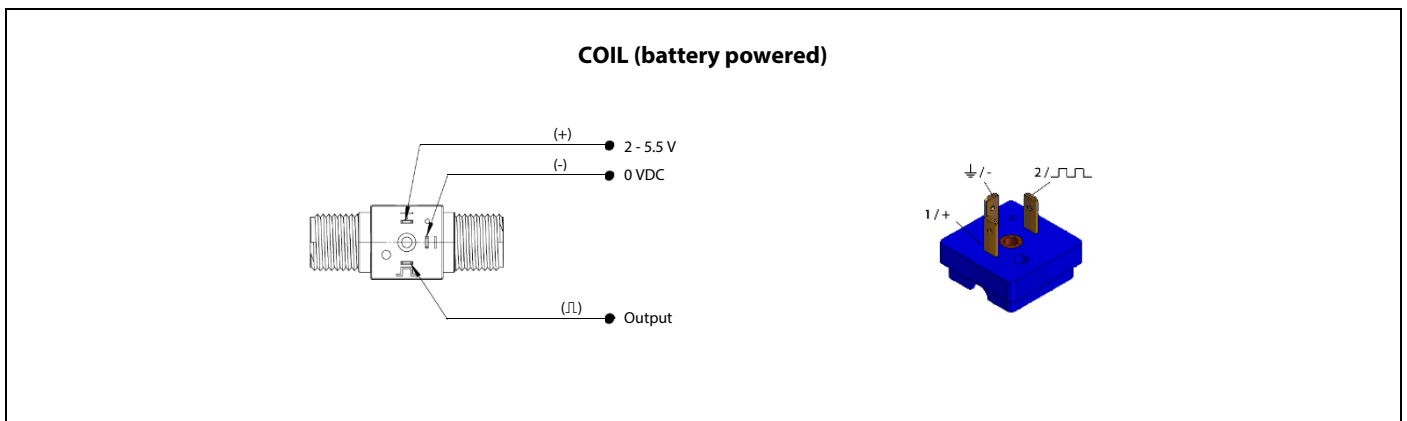 COIL (battery powered)
(+)
2 - 5.5 V
(-)
0 VDC
(⎍)
Output
⏚ / -
2 / ⎍⎍⎍
1 / +